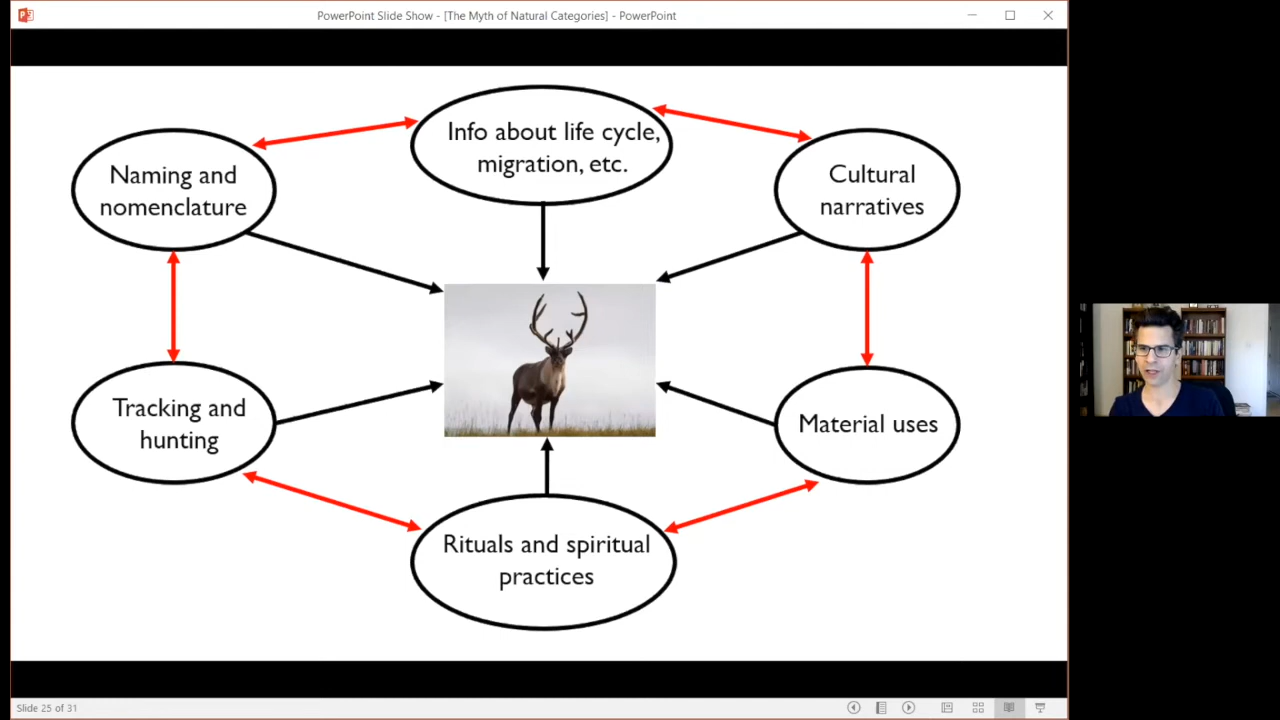 PowerPoint Slide Show - [The Myth of Natural Categories] - PowerPoint
Info about life cycle,
migration, etc.
Naming and
nomenclature
Cultural
narratives
Tracking and
hunting
Material uses
Rituals and spiritual
practices
Slide 25 of 31